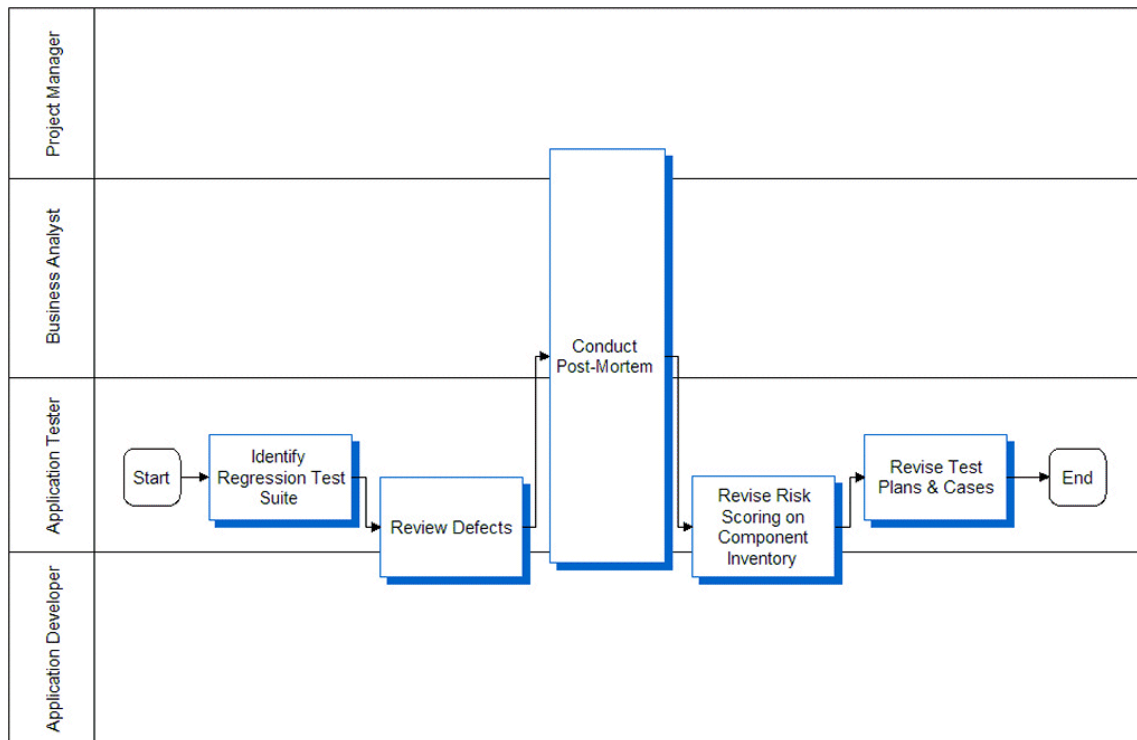 Project Manager
Business Analyst
Application Tester
Application Developer
Start
Identify
Regression Test
Suite
Review Defects
Conduct
Post-Mortem
Revise Risk
Scoring on
Component
Inventory
Revise Test
Plans & Cases
End